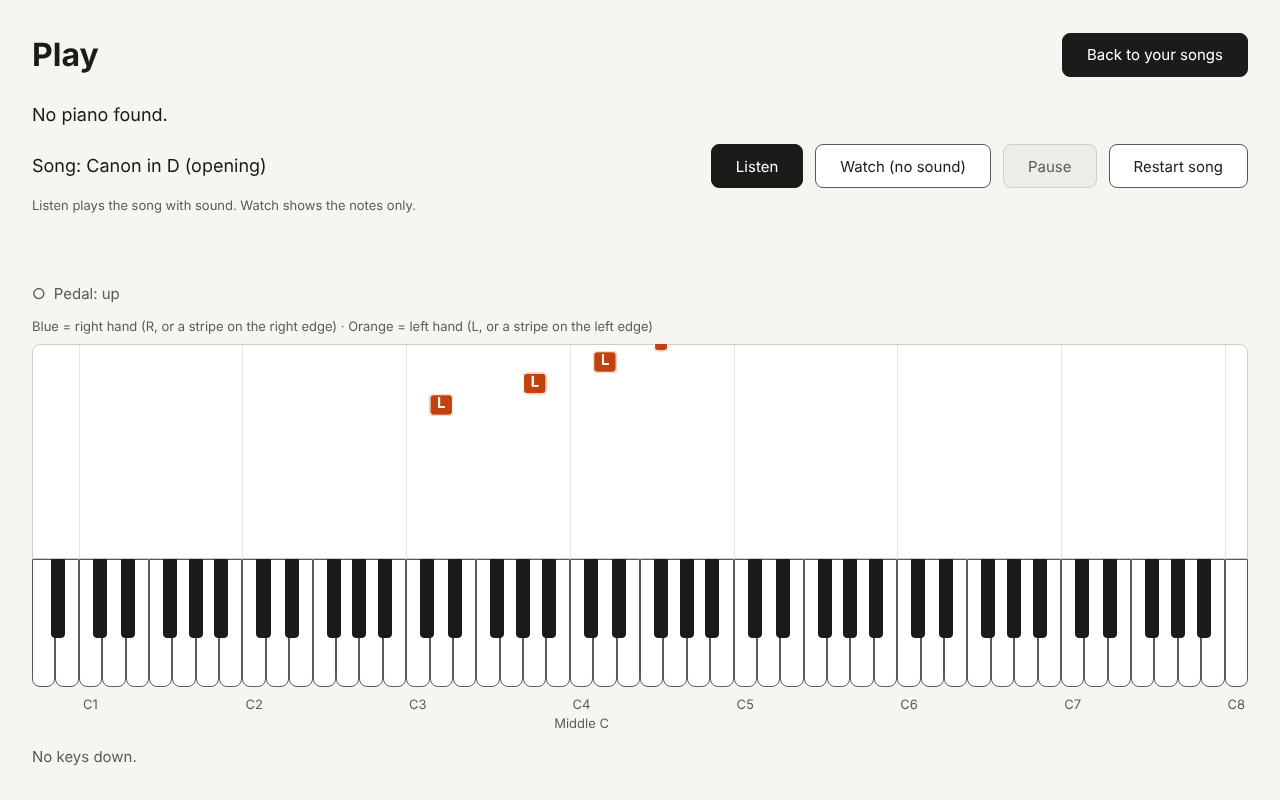 Play
Back to your songs
No piano found.
Song: Canon in D (opening)
Listen
Watch (no sound)
Pause
Restart song
Listen plays the song with sound. Watch shows the notes only.
Pedal: up
Blue = right hand (R, or a stripe on the right edge) · Orange = left hand (L, or a stripe on the left edge)
L
L
L
C1 C2 C3 C4 C5 C6 C7 C8
Middle C
No keys down.